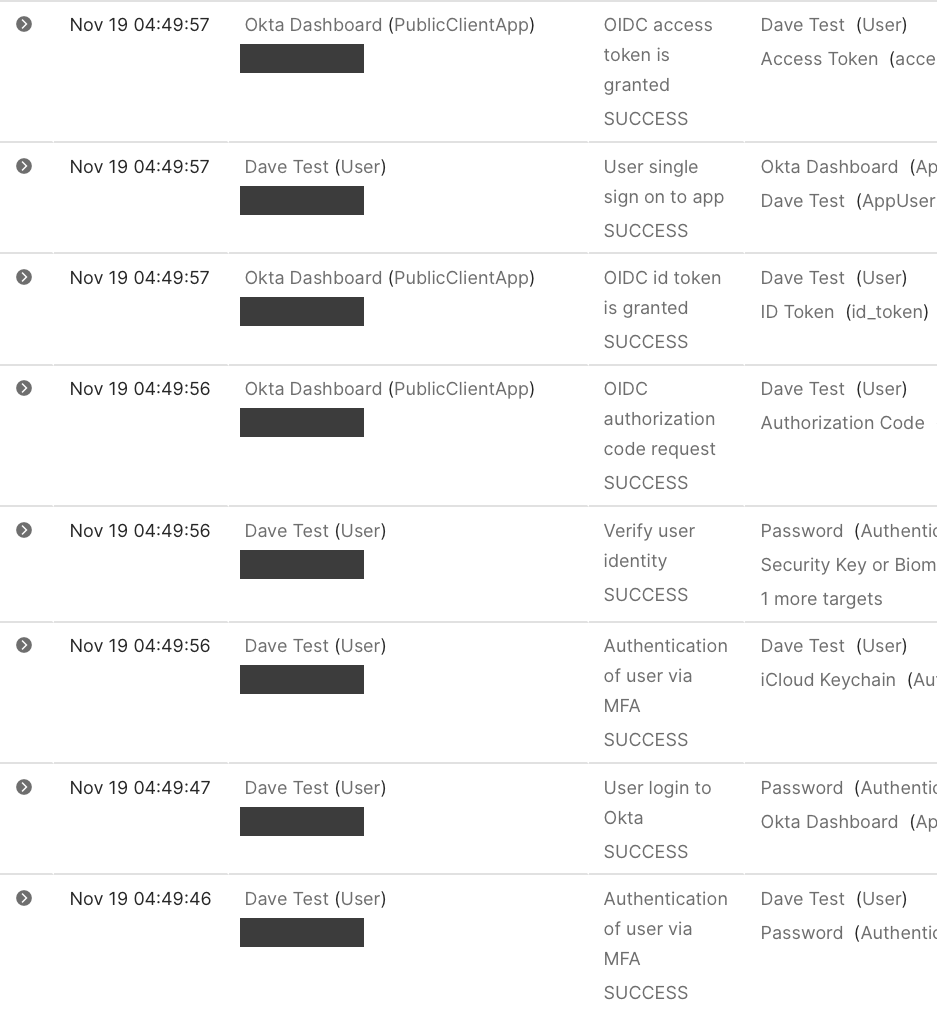 Nov 19 04:49:57 Okta Dashboard (PublicClientApp) OIDC access Dave Test (User)
token is Access Token (acce
granted
SUCCESS
Nov 19 04:49:57 Dave Test (User) User single Okta Dashboard (Ap
sign on to app Dave Test (AppUser
SUCCESS
Nov 19 04:49:57 Okta Dashboard (PublicClientApp) OIDC id token Dave Test (User)
is granted ID Token (id_token)
SUCCESS
Nov 19 04:49:56 Okta Dashboard (PublicClientApp) OIDC Dave Test (User)
authorization Authorization Code
code request
SUCCESS
Nov 19 04:49:56 Dave Test (User) Verify user Password (Authentic
identity Security Key or Biom
SUCCESS 1 more targets
Nov 19 04:49:56 Dave Test (User) Authentication Dave Test (User)
of user via iCloud Keychain (Au
MFA
SUCCESS
Nov 19 04:49:47 Dave Test (User) User login to Password (Authentic
Okta Okta Dashboard (Ap
SUCCESS
Nov 19 04:49:46 Dave Test (User) Authentication Dave Test (User)
of user via Password (Authentic
MFA
SUCCESS